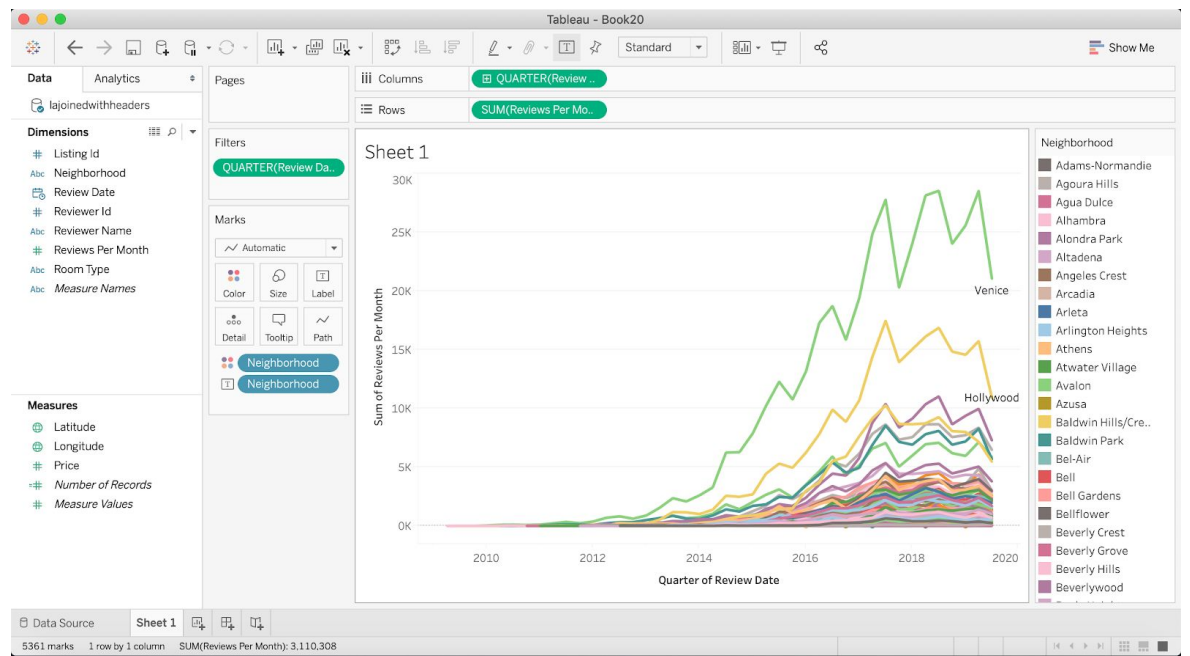 Tableau - Book20
Standard
Show Me
Data
Analytics
lajoinedwithheaders
Dimensions
Listing Id
Abc Neighborhood
Review Date
Reviewer Id
Abc Reviewer Name
Reviews Per Month
Abc Room Type
Abc Measure Names
Measures
Latitude
Longitude
Price
Number of Records
Measure Values
Pages
Filters
QUARTER(Review Da..
Marks
Automatic
Color Size Label
Detail Tooltip Path
Neighborhood
Neighborhood
Columns
QUARTER(Review ..
Rows
SUM(Reviews Per Mo..
Sheet 1
30K
25K
20K
15K
10K
5K
0K
Sum of Reviews Per Month
Venice
Hollywood
2010 2012 2014 2016 2018 2020
Quarter of Review Date
Neighborhood
Adams-Normandie
Agoura Hills
Agua Dulce
Alhambra
Alondra Park
Altadena
Angeles Crest
Arcadia
Arleta
Arlington Heights
Athens
Atwater Village
Avalon
Azusa
Baldwin Hills/Cre..
Baldwin Park
Bel-Air
Bell
Bell Gardens
Bellflower
Beverly Crest
Beverly Grove
Beverly Hills
Beverlywood
Data Source
Sheet 1
5361 marks 1 row by 1 column SUM(Reviews Per Month): 3,110,308